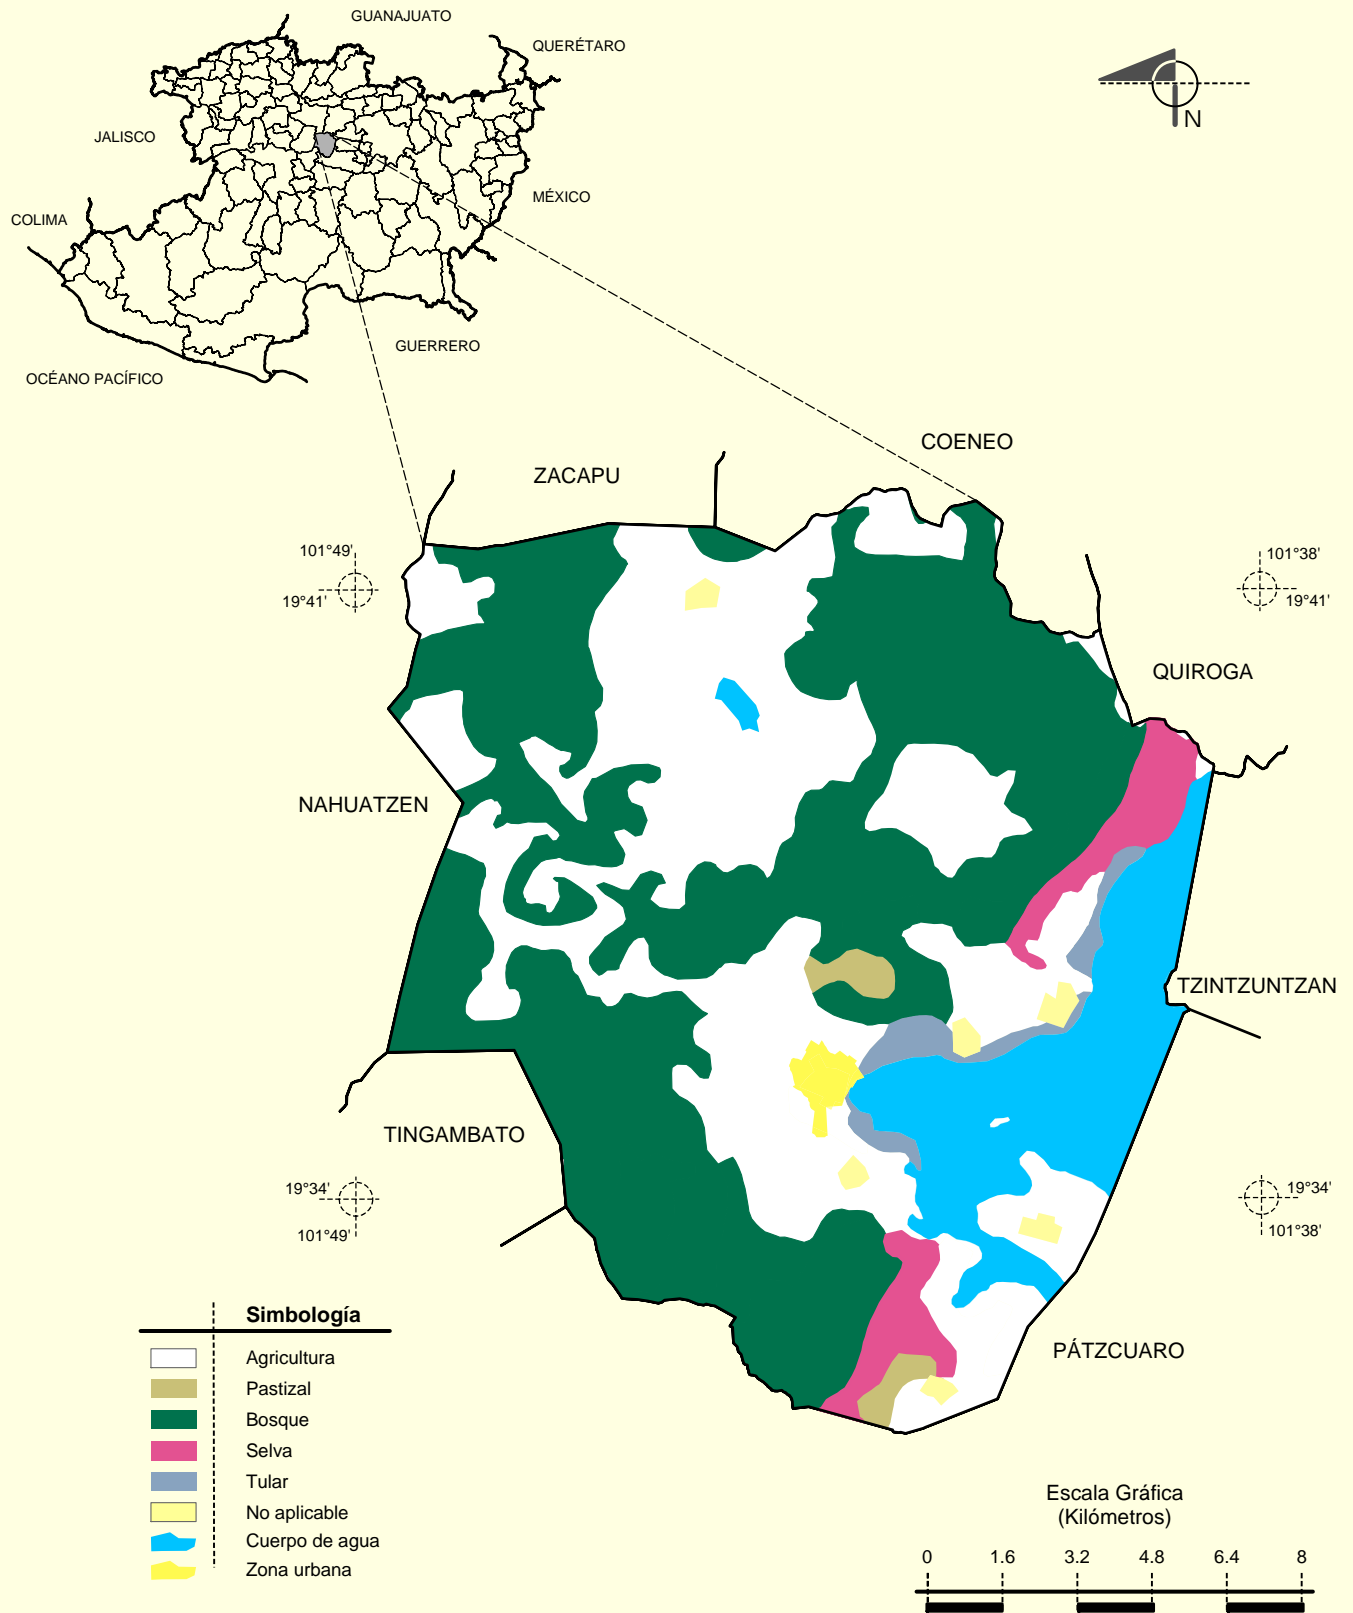 GUANAJUATO
QUERÉTARO
JALISCO
N
MÉXICO
COLIMA
GUERRERO
OCÉANO PACÍFICO
COENEO
ZACAPU
101°49'
19°41'
101°38'
19°41'
QUIROGA
NAHUATZEN
TZINTZUNTZAN
TINGAMBATO
19°34'
101°49'
19°34'
101°38'
PÁTZCUARO
Simbología
Agricultura
Pastizal
Bosque
Selva
Tular
No aplicable
Cuerpo de agua
Zona urbana
Escala Gráfica
(Kilómetros)
0 1.6 3.2 4.8 6.4 8